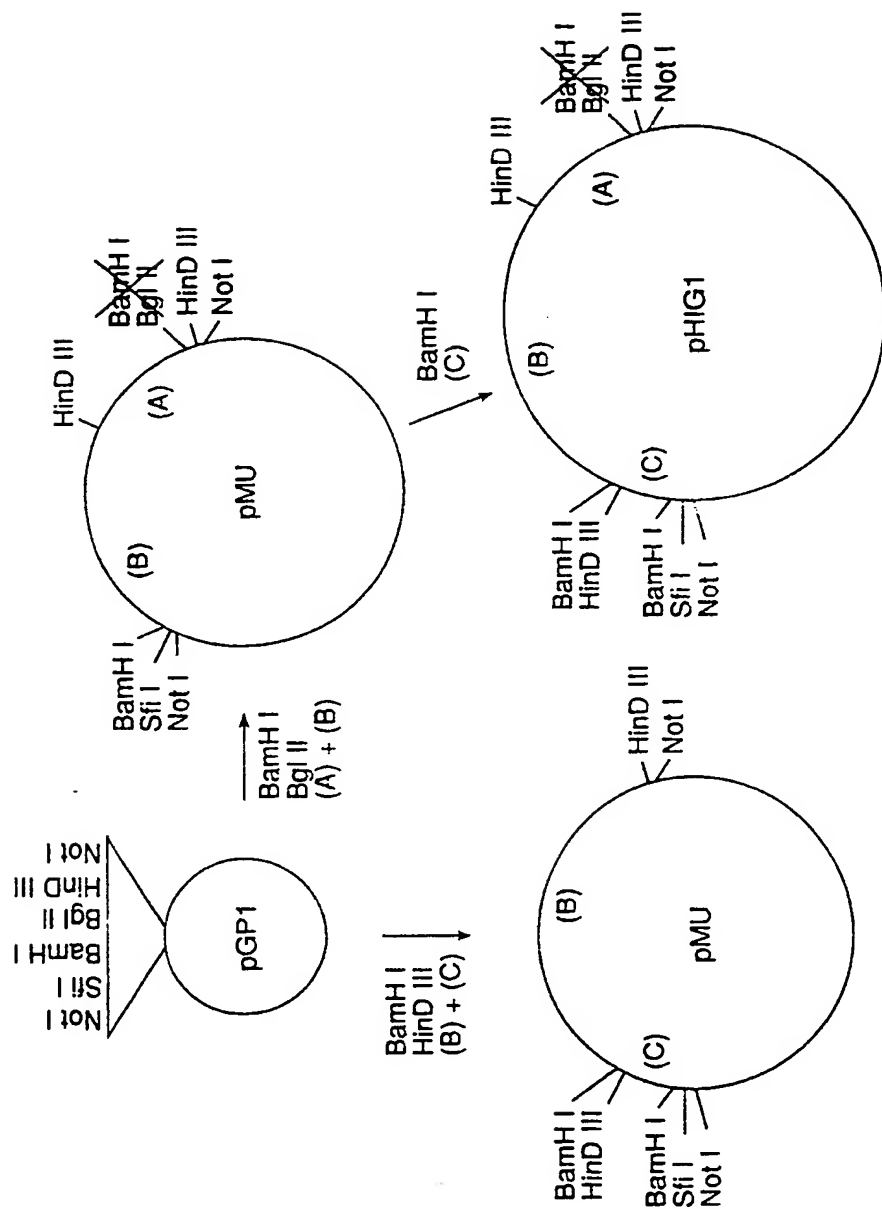 Not I
Sfi I
BamH I
Bgl II
HinD III
Not I
pGP1
BamH I
Bgl II
(A) + (B)
BamH I
Sfi I
Not I
(B)
HinD III
(A)
BamH I
Bgl II
HinD III
Not I
pMU
BamH I
HinD III
(B) + (C)
BamH I
(C)
BamH I
HinD III
(C)
BamH I
Sfi I
Not I
(B)
HinD III
Not I
pMU
BamH I
HinD III
(C)
BamH I
Sfi I
Not I
(B)
HinD III
(A)
BamH I
Bgl II
HinD III
Not I
pHIG1